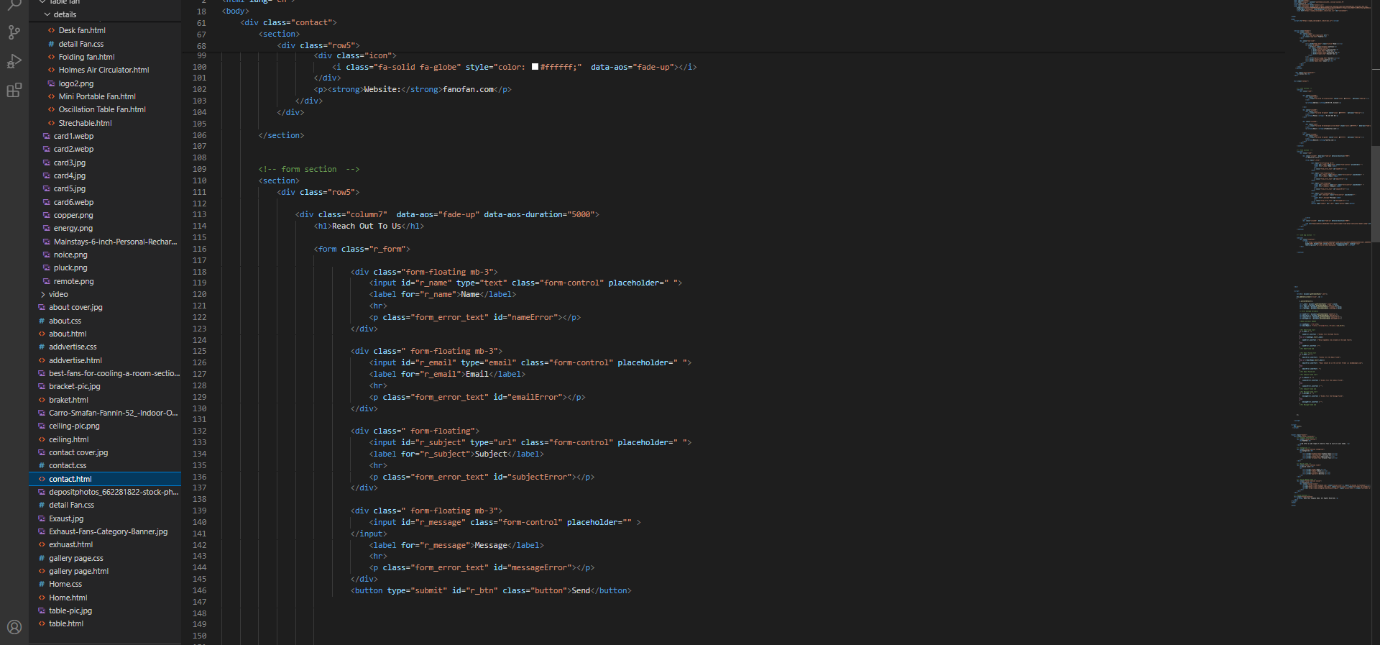 details
Desk fan.html
# detail Fan.css
Folding fan.html
Holmes Air Circulator.html
logo2.png
Mini Portable Fan.html
Oscillation Table Fan.html
Strechable.html
card1.webp
card2.webp
card3.jpg
card4.jpg
card5.jpg
card6.webp
copper.png
energy.png
Mainstays-6-inch-Personal-Rechar...
noice.png
pluck.png
remote.png
video
about cover.jpg
# about.css
about.html
# addvertise.css
addvertise.html
best-fans-for-cooling-a-room-sectio...
bracket-pic.jpg
braket.html
Carro-Smafan-Fannin-52_-Indoor-O...
ceiling-pic.png
ceiling.html
contact cover.jpg
# contact.css
contact.html
depositphotos_662281822-stock-ph...
# detail Fan.css
Exaust.jpg
Exhaust-Fans-Category-Banner.jpg
exhuast.html
# gallery page.css
gallery page.html
# Home.css
Home.html
table-pic.jpg
table.html
18 <body>
61 <div class="contact">
67 <section>
68 <div class="row5">
99 <div class="icon">
100 <i class="fa-solid fa-globe" style="color: #ffffff;"  data-aos="fade-up"></i>
101 </div>
102 <p><strong>Website:</strong>fanofan.com</p>
103 </div>
104 </div>
105
106 </section>
107
108
109 <!-- form section  -->
110 <section>
111 <div class="row5">
112
113 <div class="column7"  data-aos="fade-up" data-aos-duration="5000">
114 <h1>Reach Out To Us</h1>
115
116 <form class="r_form">
117
118 <div class="form-floating mb-3">
119 <input id="r_name" type="text" class="form-control" placeholder=" ">
120 <label for="r_name">Name</label>
121 <hr>
122 <p class="form_error_text" id="nameError"></p>
123 </div>
124
125 <div class=" form-floating mb-3">
126 <input id="r_email" type="email" class="form-control" placeholder=" ">
127 <label for="r_email">Email</label>
128 <hr>
129 <p class="form_error_text" id="emailError"></p>
130 </div>
131
132 <div class=" form-floating">
133 <input id="r_subject" type="url" class="form-control" placeholder=" ">
134 <label for="r_subject">Subject</label>
135 <hr>
136 <p class="form_error_text" id="subjectError"></p>
137 </div>
138
139 <div class=" form-floating mb-3">
140 <input id="r_message" class="form-control" placeholder="" >
141 </input>
142 <label for="r_message">Message</label>
143 <hr>
144 <p class="form_error_text" id="messageError"></p>
145 </div>
146 <button type="submit" id="r_btn" class="button">Send</button>
147
148
149
150